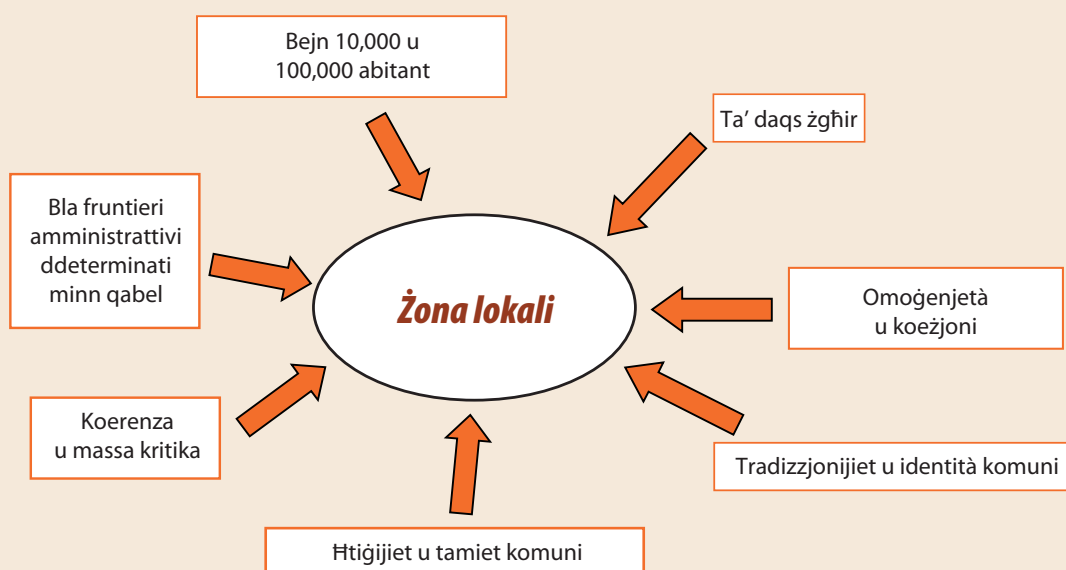 Bejn 10,000 u
100,000 abitant
Ta’ daqs żgħir
Bla fruntieri
amministrattivi
ddeterminati
minn qabel
Żona lokali
Omoġenjetà
u koeżjoni
Koerenza
u massa kritika
Tradizzjonijiet u identità komuni
Ħtiġijiet u tamiet komuni